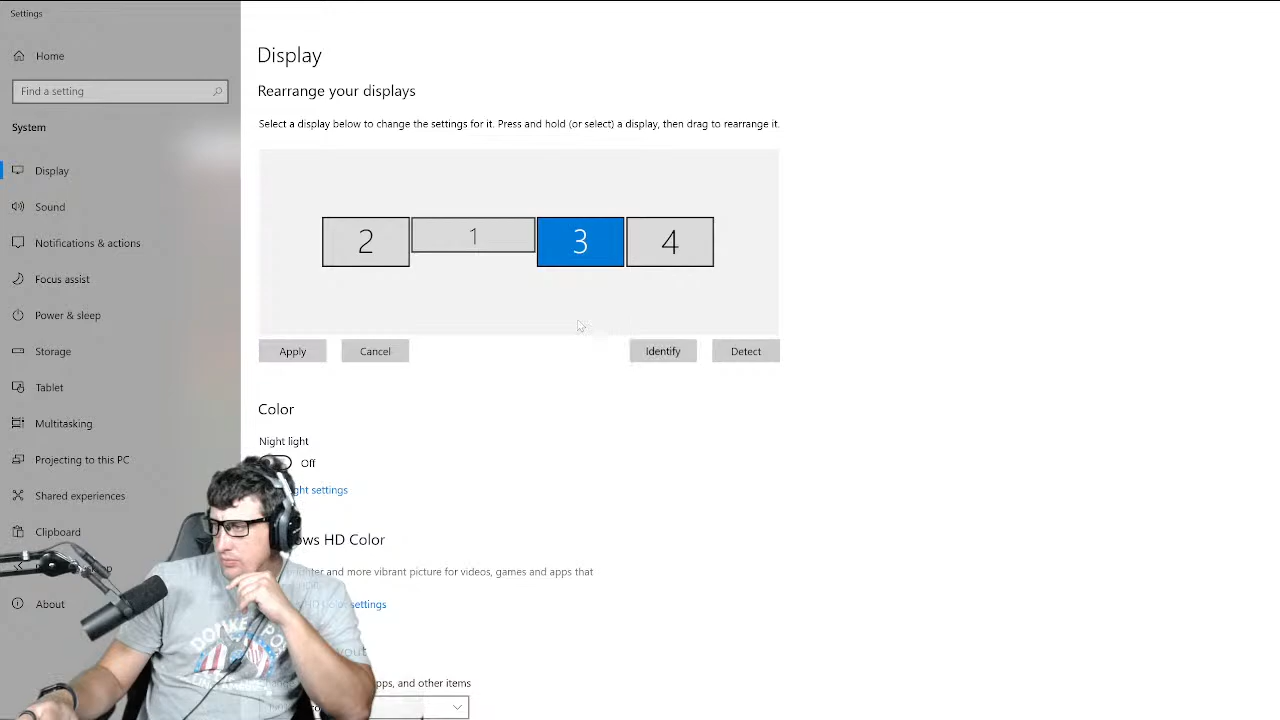 Settings
Home
Find a setting
System
Display
Sound
Notifications & actions
Focus assist
Power & sleep
Storage
Tablet
Multitasking
Projecting to this PC
Shared experiences
Clipboard
About
Display
Rearrange your displays
Select a display below to change the settings for it. Press and hold (or select) a display, then drag to rearrange it.
2 1 3 4
Apply Cancel Identify Detect
Color
Night light
Off
settings
HD Color
and more vibrant picture for videos, games and apps that
HD Color settings
apps, and other items